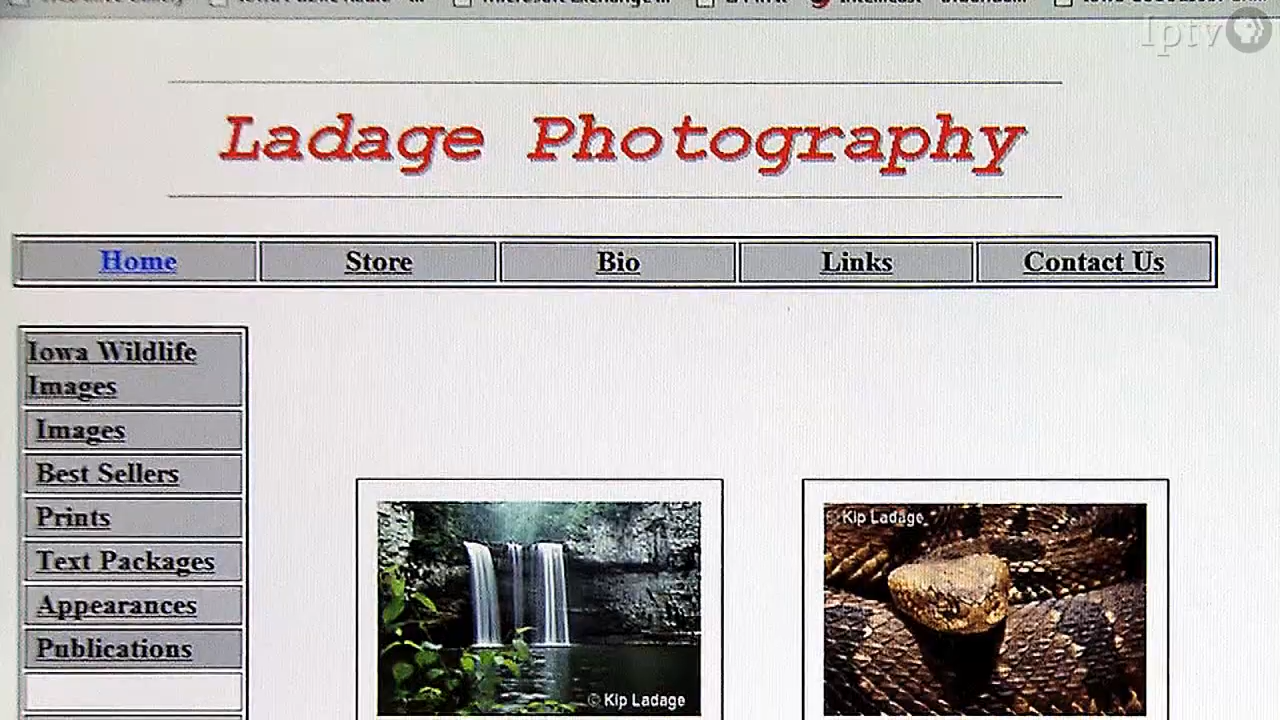 Iptv
Ladage Photography
Home
Store
Bio
Links
Contact Us
Iowa Wildlife
Images
Images
Best Sellers
Prints
Text Packages
Appearances
Publications
© Kip Ladage
Kip Ladage